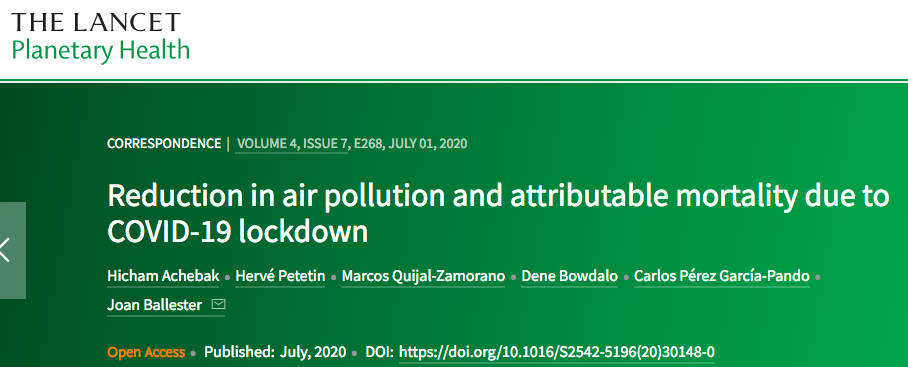 THE LANCET
Planetary Health
CORRESPONDENCE | VOLUME 4, ISSUE 7, E268, JULY 01, 2020
Reduction in air pollution and attributable mortality due to
COVID-19 lockdown
Hicham Achebak • Hervé Petetin • Marcos Quijal-Zamorano • Dene Bowdalo • Carlos Pérez García-Pando •
Joan Ballester
Open Access • Published: July, 2020 • DOI: https://doi.org/10.1016/S2542-5196(20)30148-0